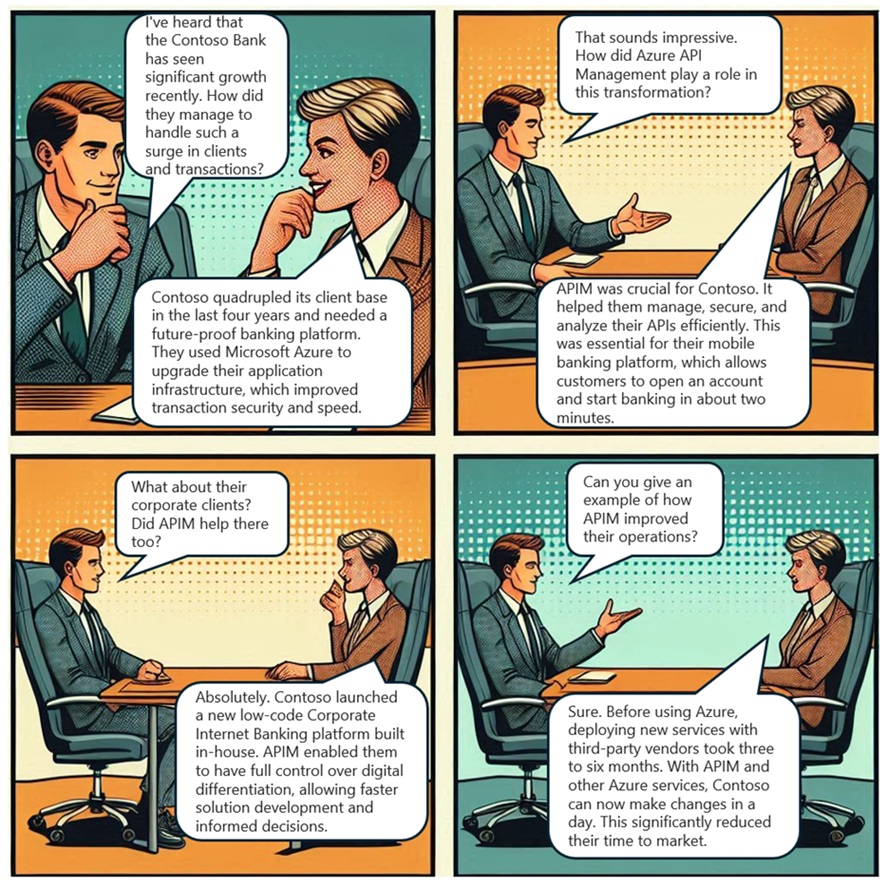 I've heard that
the Contoso Bank
has seen
significant growth
recently. How did
they manage to
handle such a
surge in clients
and transactions?
Contoso quadrupled its client base
in the last four years and needed a
future-proof banking platform.
They used Microsoft Azure to
upgrade their application
infrastructure, which improved
transaction security and speed.
That sounds impressive.
How did Azure API
Management play a role in
this transformation?
APIM was crucial for Contoso. It
helped them manage, secure, and
analyze their APIs efficiently. This
was essential for their mobile
banking platform, which allows
customers to open an account
and start banking in about two
minutes.
What about their
corporate clients?
Did APIM help there
too?
Absolutely. Contoso launched
a new low-code Corporate
Internet Banking platform built
in-house. APIM enabled them
to have full control over digital
differentiation, allowing faster
solution development and
informed decisions.
Can you give an
example of how
APIM improved
their operations?
Sure. Before using Azure,
deploying new services with
third-party vendors took three
to six months. With APIM and
other Azure services, Contoso
can now make changes in a
day. This significantly reduced
their time to market.